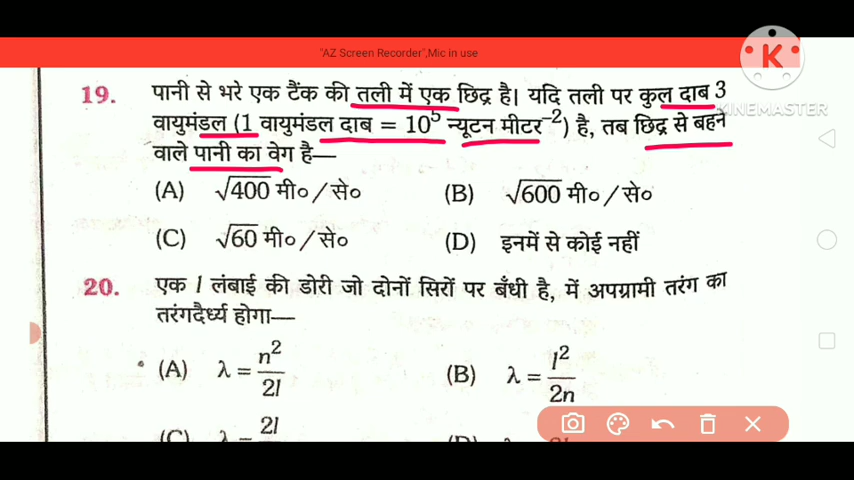 "AZ Screen Recorder",Mic in use
K
KINEMASTER
19. पानी से भरे एक टैंक की तली में एक छिद्र है। यदि तली पर कुल दाब 3
वायुमंडल (1 वायुमंडल दाब = 10⁵ न्यूटन मीटर⁻²) है, तब छिद्र से बहने
वाले पानी का वेग है—
(A) √400 मी०/से० (B) √600 मी०/से०
(C) √60 मी०/से० (D) इनमें से कोई नहीं
20. एक l लंबाई की डोरी जो दोनों सिरों पर बँधी है, में अपग्रामी तरंग का
तरंगदैर्ध्य होगा—
(A) λ = n²/2l (B) λ = l²/2n
(C) λ = 2l